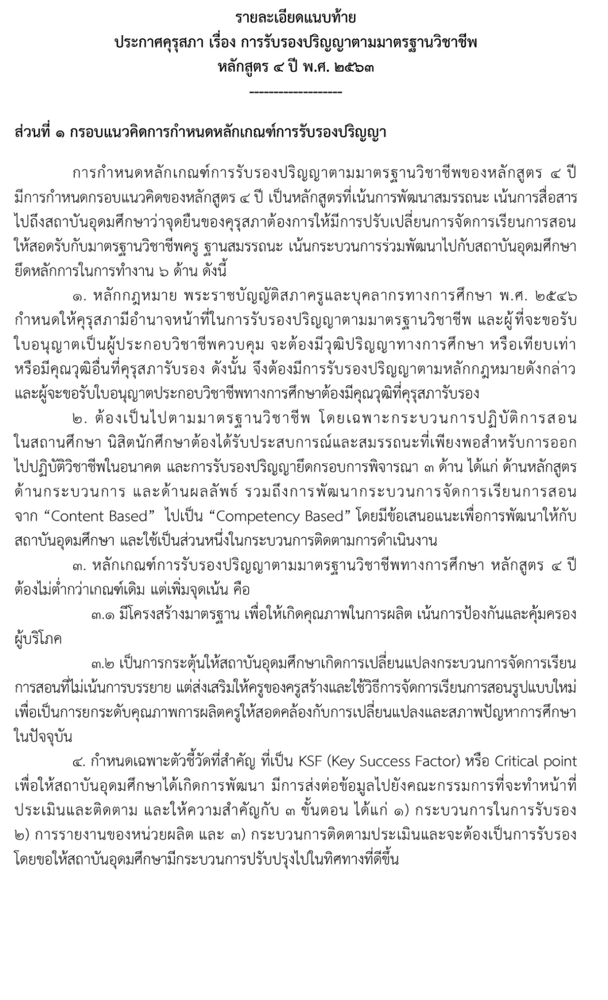 รายละเอียดแนบท้าย
ประกาศคุรุสภา เรื่อง การรับรองปริญญาตามมาตรฐานวิชาชีพ
หลักสูตร ๔ ปี พ.ศ. ๒๕๖๓
-------------------
ส่วนที่ ๑ กรอบแนวคิดการกำหนดหลักเกณฑ์การรับรองปริญญา
การกำหนดหลักเกณฑ์การรับรองปริญญาตามมาตรฐานวิชาชีพของหลักสูตร ๔ ปี
มีการกำหนดกรอบแนวคิดของหลักสูตร ๔ ปี เป็นหลักสูตรที่เน้นการพัฒนาสมรรถนะ เน้นการสื่อสาร
ไปถึงสถาบันอุดมศึกษาว่าจุดยืนของคุรุสภาต้องการให้มีการปรับเปลี่ยนการจัดการเรียนการสอน
ให้สอดรับกับมาตรฐานวิชาชีพครู ฐานสมรรถนะ เน้นกระบวนการร่วมพัฒนาไปกับสถาบันอุดมศึกษา
ยึดหลักการในการทำงาน ๖ ด้าน ดังนี้
๑. หลักกฎหมาย พระราชบัญญัติสภาครูและบุคลากรทางการศึกษา พ.ศ. ๒๕๔๖
กำหนดให้คุรุสภามีอำนาจหน้าที่ในการรับรองปริญญาตามมาตรฐานวิชาชีพ และผู้ที่จะขอรับ
ใบอนุญาตเป็นผู้ประกอบวิชาชีพควบคุม จะต้องมีวุฒิปริญญาทางการศึกษา หรือเทียบเท่า
หรือมีคุณวุฒิอื่นที่คุรุสภารับรอง ดังนั้น จึงต้องมีการรับรองปริญญาตามหลักกฎหมายดังกล่าว
และผู้จะขอรับใบอนุญาตประกอบวิชาชีพทางการศึกษาต้องมีคุณวุฒิที่คุรุสภารับรอง
๒. ต้องเป็นไปตามมาตรฐานวิชาชีพ โดยเฉพาะกระบวนการปฏิบัติการสอน
ในสถานศึกษา นิสิตนักศึกษาต้องได้รับประสบการณ์และสมรรถนะที่เพียงพอสำหรับการออก
ไปปฏิบัติวิชาชีพในอนาคต และการรับรองปริญญายึดกรอบการพิจารณา ๓ ด้าน ได้แก่ ด้านหลักสูตร
ด้านกระบวนการ และด้านผลลัพธ์ รวมถึงการพัฒนากระบวนการจัดการเรียนการสอน
จาก “Content Based” ไปเป็น “Competency Based” โดยมีข้อเสนอแนะเพื่อการพัฒนาให้กับ
สถาบันอุดมศึกษา และใช้เป็นส่วนหนึ่งในกระบวนการติดตามการดำเนินงาน
๓. หลักเกณฑ์การรับรองปริญญาตามมาตรฐานวิชาชีพทางการศึกษา หลักสูตร ๔ ปี
ต้องไม่ต่ำกว่าเกณฑ์เดิม แต่เพิ่มจุดเน้น คือ
๓.๑ มีโครงสร้างมาตรฐาน เพื่อให้เกิดคุณภาพในการผลิต เน้นการป้องกันและคุ้มครอง
ผู้บริโภค
๓.๒ เป็นการกระตุ้นให้สถาบันอุดมศึกษาเกิดการเปลี่ยนแปลงกระบวนการจัดการเรียน
การสอนที่ไม่เน้นการบรรยาย แต่ส่งเสริมให้ครูของครูสร้างและใช้วิธีการจัดการเรียนการสอนรูปแบบใหม่
เพื่อเป็นการยกระดับคุณภาพการผลิตครูให้สอดคล้องกับการเปลี่ยนแปลงและสภาพปัญหาการศึกษา
ในปัจจุบัน
๔. กำหนดเฉพาะตัวชี้วัดที่สำคัญ ที่เป็น KSF (Key Success Factor) หรือ Critical point
เพื่อให้สถาบันอุดมศึกษาได้เกิดการพัฒนา มีการส่งต่อข้อมูลไปยังคณะกรรมการที่จะทำหน้าที่
ประเมินและติดตาม และให้ความสำคัญกับ ๓ ขั้นตอน ได้แก่ ๑) กระบวนการในการรับรอง
๒) การรายงานของหน่วยผลิต และ ๓) กระบวนการติดตามประเมินและจะต้องเป็นการรับรอง
โดยขอให้สถาบันอุดมศึกษามีกระบวนการปรับปรุงไปในทิศทางที่ดีขึ้น